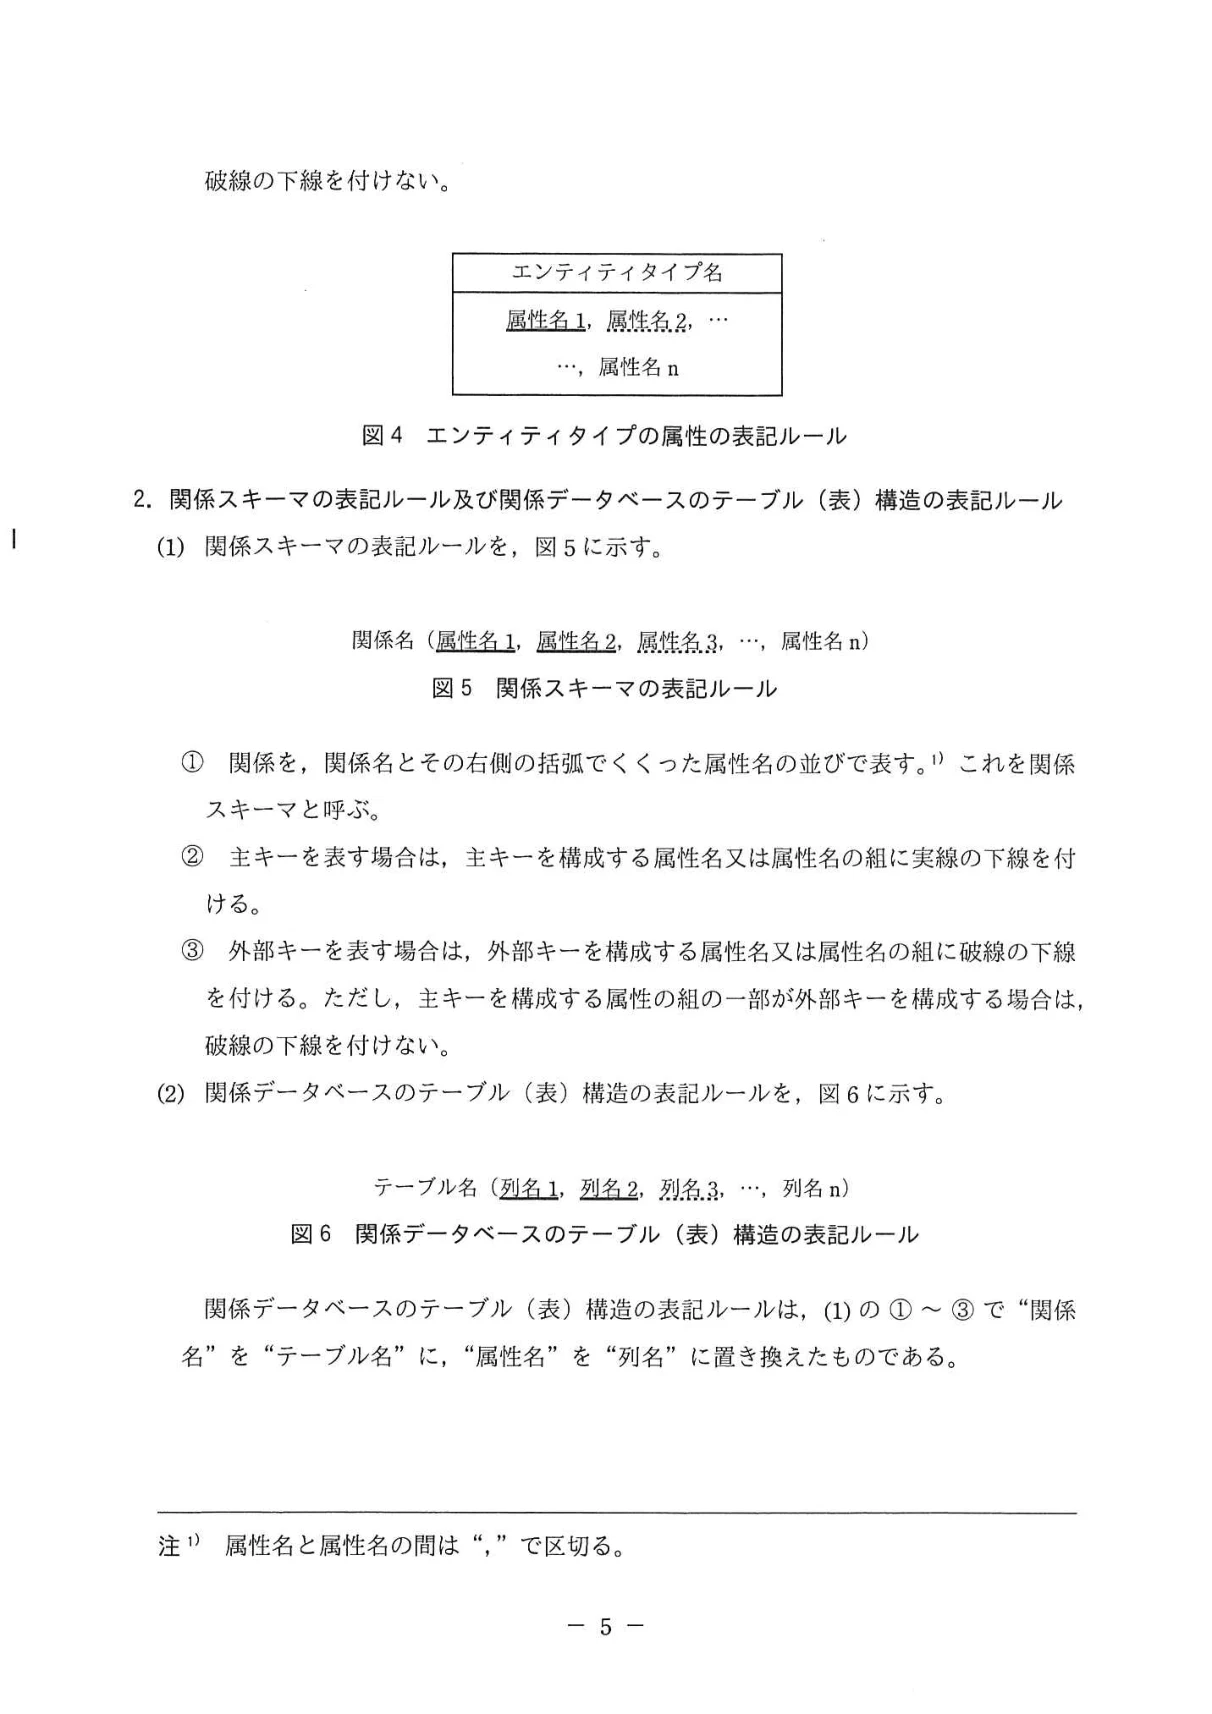 破線の下線を付けない。
エンティティタイプ名
属性名 1, 属性名 2, …
…, 属性名 n
図 4 エンティティタイプの属性の表記ルール
2. 関係スキーマの表記ルール及び関係データベースのテーブル（表）構造の表記ルール
(1) 関係スキーマの表記ルールを，図 5 に示す。
関係名（属性名 1, 属性名 2, 属性名 3, …, 属性名 n）
図 5 関係スキーマの表記ルール
① 関係を，関係名とその右側の括弧でくくった属性名の並びで表す。1) これを関係
スキーマと呼ぶ。
② 主キーを表す場合は，主キーを構成する属性名又は属性名の組に実線の下線を付
ける。
③ 外部キーを表す場合は，外部キーを構成する属性名又は属性名の組に破線の下線
を付ける。ただし，主キーを構成する属性の組の一部が外部キーを構成する場合は，
破線の下線を付けない。
(2) 関係データベースのテーブル（表）構造の表記ルールを，図 6 に示す。
テーブル名（列名 1, 列名 2, 列名 3, …, 列名 n）
図 6 関係データベースのテーブル（表）構造の表記ルール
関係データベースのテーブル（表）構造の表記ルールは，(1) の ① ～ ③ で “関係
名” を “テーブル名” に，“属性名” を “列名” に置き換えたものである。
注 1) 属性名と属性名の間は “，” で区切る。
－ 5 －